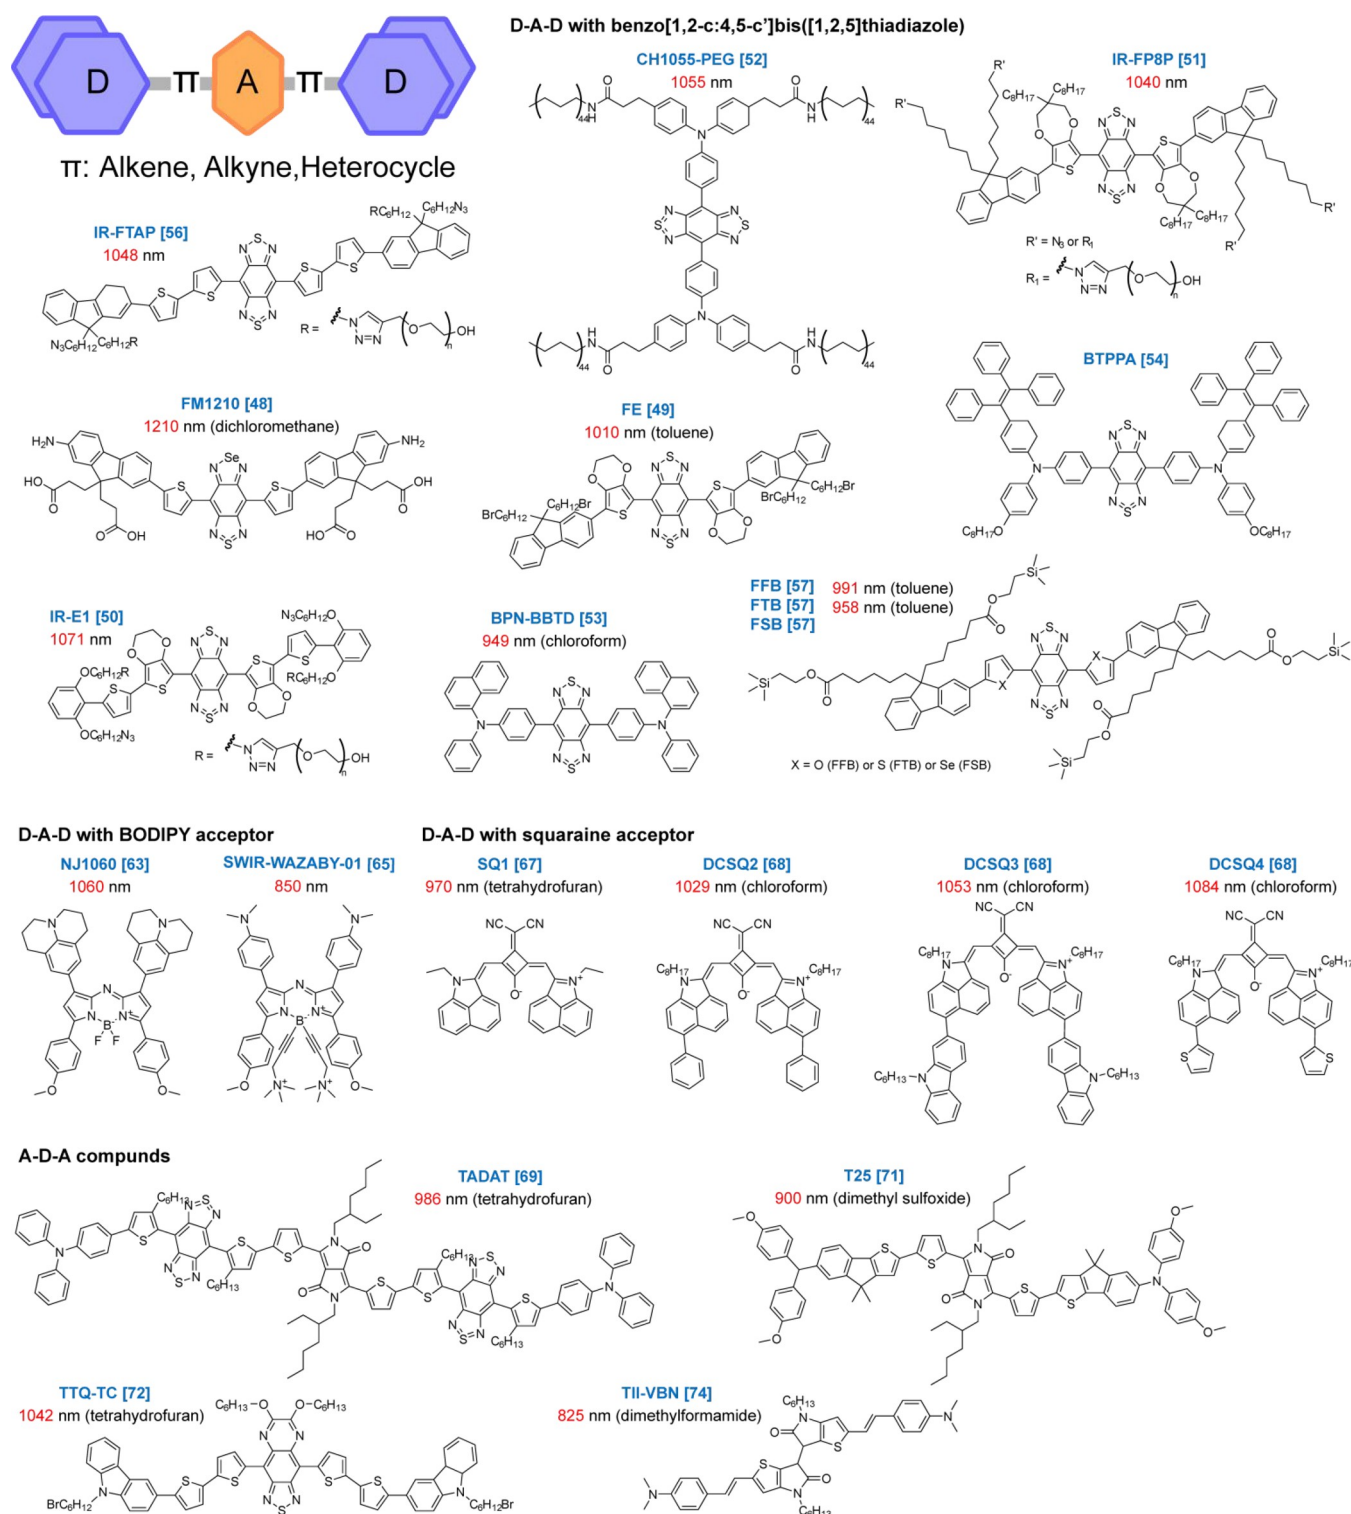 D π A π D
π: Alkene, Alkyne,Heterocycle
D-A-D with benzo[1,2-c:4,5-c']bis([1,2,5]thiadiazole)
CH1055-PEG [52]
1055 nm
IR-FP8P [51]
1040 nm
R' = N₃ or R₁
R₁ =
IR-FTAP [56]
1048 nm
R =
BTPPA [54]
FM1210 [48]
1210 nm (dichloromethane)
FE [49]
1010 nm (toluene)
IR-E1 [50]
1071 nm
R =
BPN-BBTD [53]
949 nm (chloroform)
FFB [57] 991 nm (toluene)
FTB [57] 958 nm (toluene)
FSB [57]
X = O (FFB) or S (FTB) or Se (FSB)
D-A-D with BODIPY acceptor
NJ1060 [63]
1060 nm
SWIR-WAZABY-01 [65]
850 nm
D-A-D with squaraine acceptor
SQ1 [67]
970 nm (tetrahydrofuran)
DCSQ2 [68]
1029 nm (chloroform)
DCSQ3 [68]
1053 nm (chloroform)
DCSQ4 [68]
1084 nm (chloroform)
A-D-A compunds
TADAT [69]
986 nm (tetrahydrofuran)
T25 [71]
900 nm (dimethyl sulfoxide)
TTQ-TC [72]
1042 nm (tetrahydrofuran)
TII-VBN [74]
825 nm (dimethylformamide)